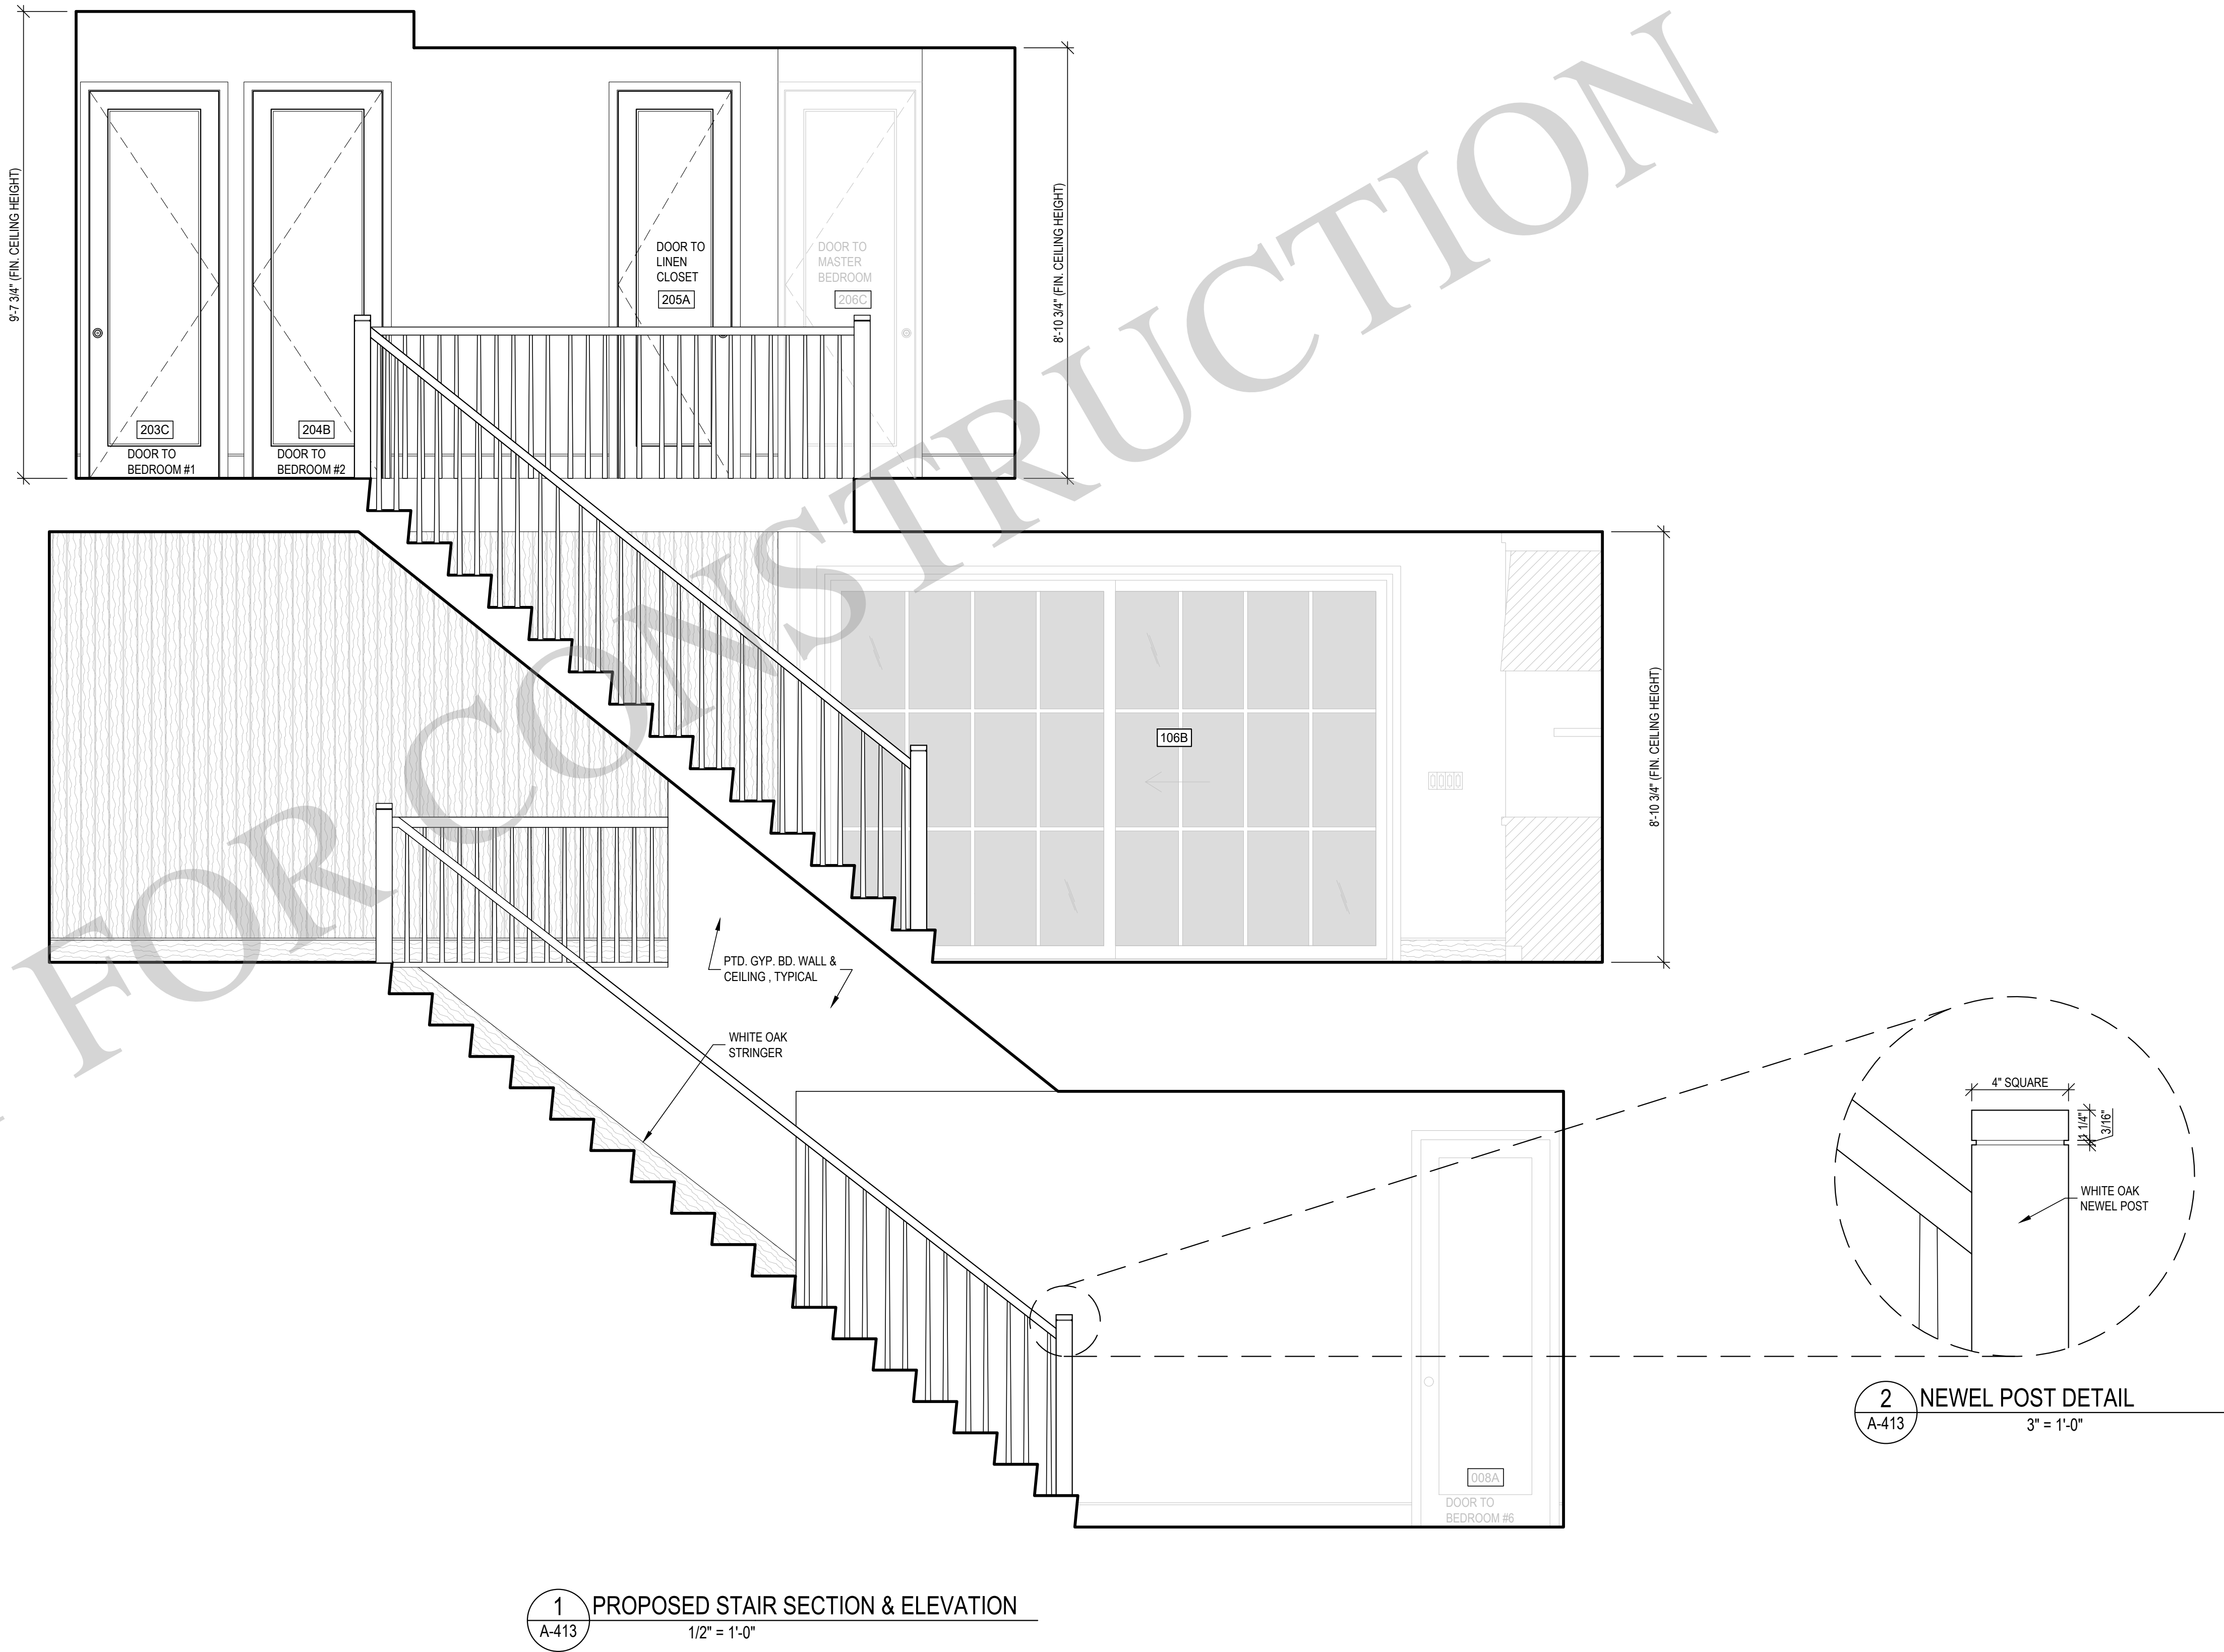 FOR CONSTRUCTION
9'-7 3/4" (FIN. CEILING HEIGHT)
8'-10 3/4" (FIN. CEILING HEIGHT)
DOOR TO
LINEN
CLOSET
205A
DOOR TO
MASTER
BEDROOM
206C
203C
DOOR TO
BEDROOM #1
204B
DOOR TO
BEDROOM #2
106B
8'-10 3/4" (FIN. CEILING HEIGHT)
PTD. GYP. BD. WALL &
CEILING , TYPICAL
WHITE OAK
STRINGER
008A
DOOR TO
BEDROOM #6
4" SQUARE
1 1/4"
3/16"
WHITE OAK
NEWEL POST
2
A-413
NEWEL POST DETAIL
3" = 1'-0"
1
A-413
PROPOSED STAIR SECTION & ELEVATION
1/2" = 1'-0"